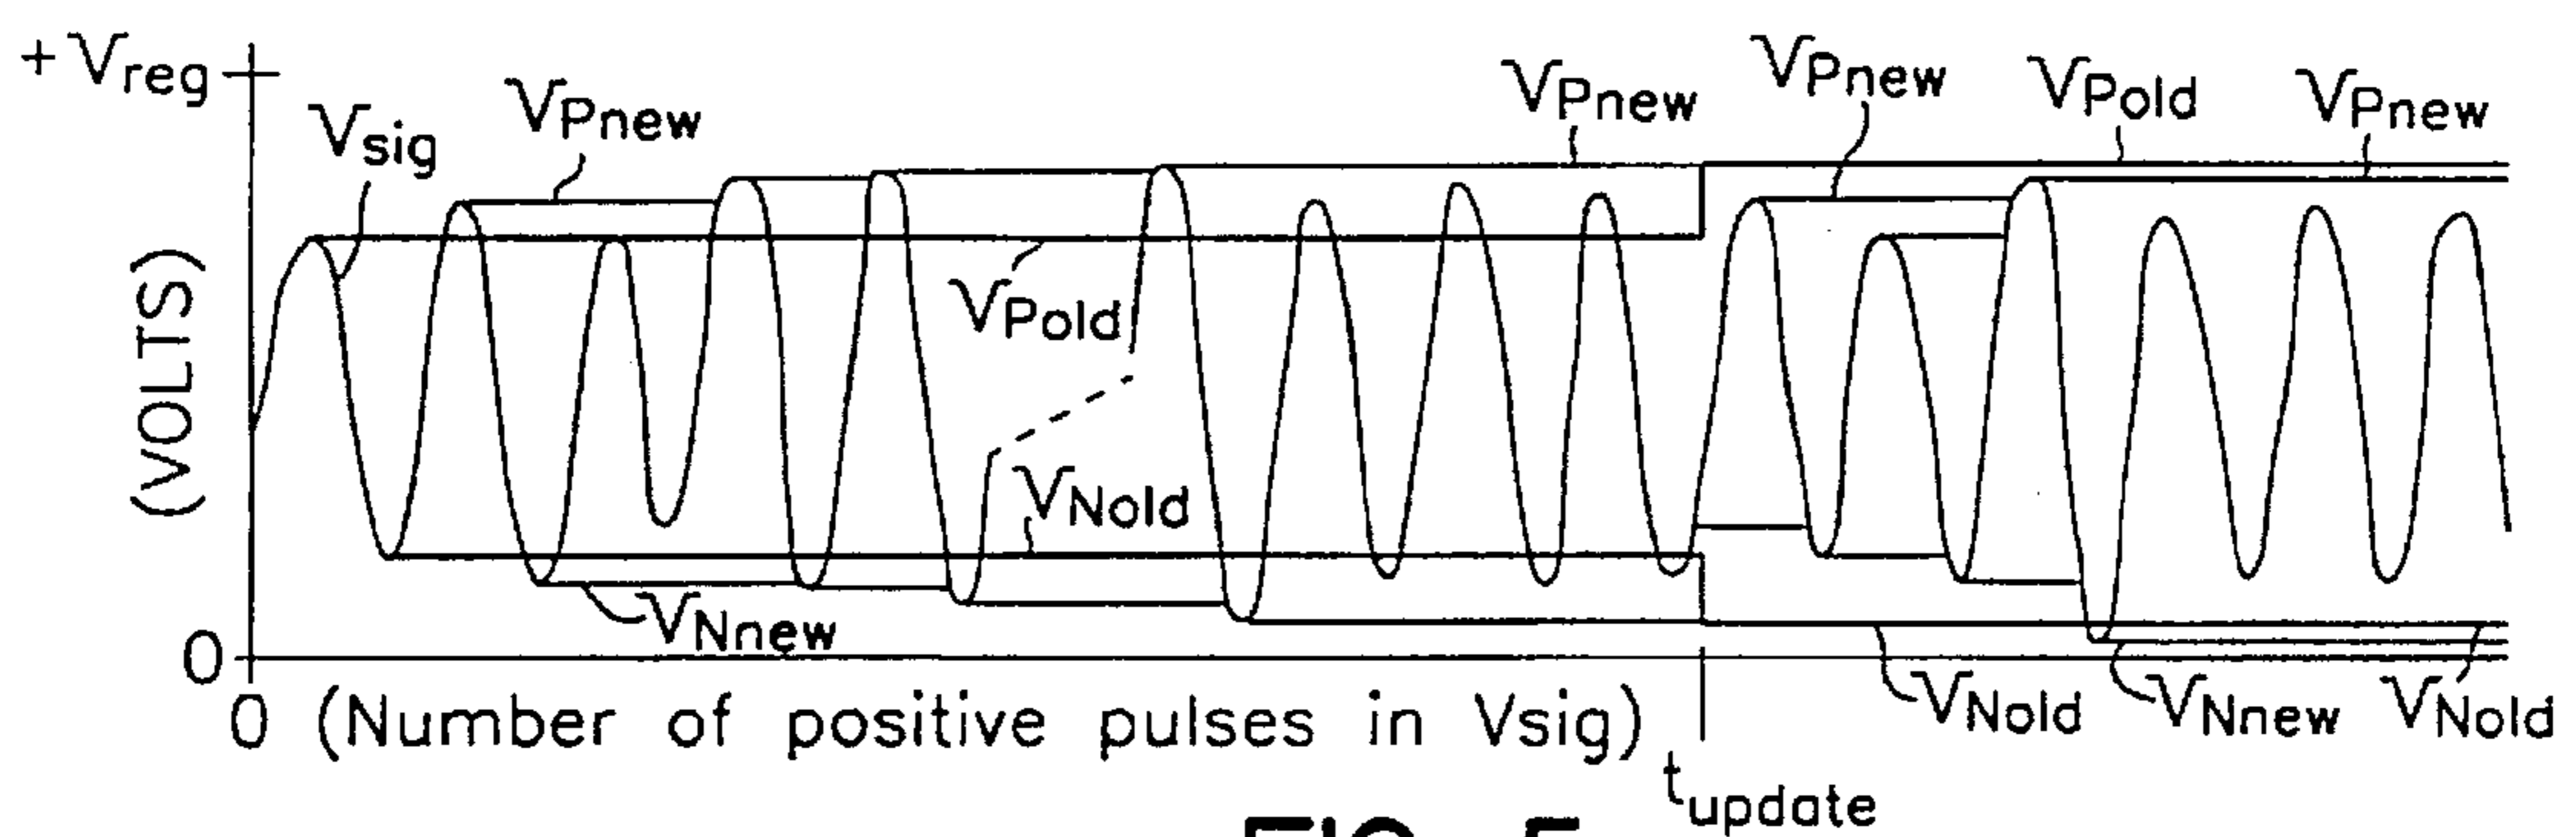 +Vreg
Vsig
VPnew
VPnew
VPnew
VPold
VPnew
(VOLTS)
VPold
VNold
VNnew
0
VNold
VNnew
VNold
0 (Number of positive pulses in Vsig)
tupdate